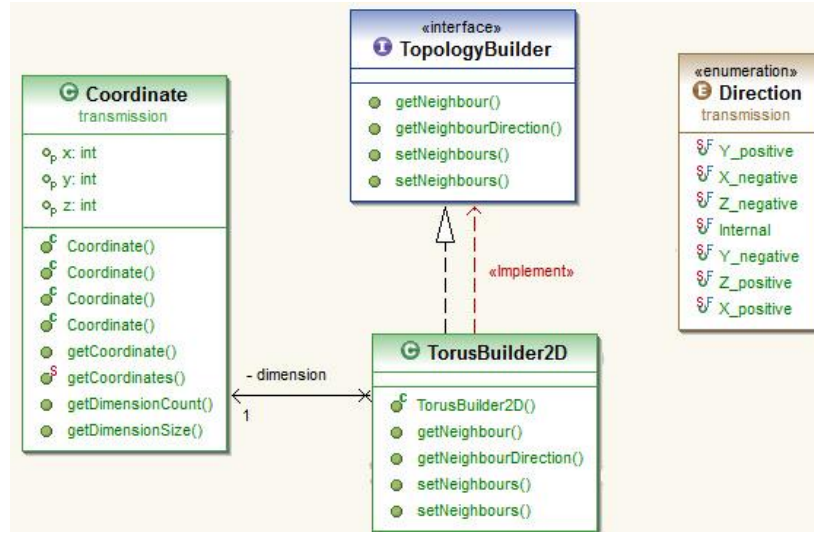 «interface»
I TopologyBuilder
getNeighbour()
getNeighbourDirection()
setNeighbours()
setNeighbours()
C Coordinate
transmission
P x: int
P y: int
P z: int
C Coordinate()
C Coordinate()
C Coordinate()
C Coordinate()
getCoordinate()
S getCoordinates()
getDimensionCount()
getDimensionSize()
«enumeration»
E Direction
transmission
S F Y_positive
S F X_negative
S F Z_negative
S F Internal
S F Y_negative
S F Z_positive
S F X_positive
«Implement»
- dimension
1
C TorusBuilder2D
C TorusBuilder2D()
getNeighbour()
getNeighbourDirection()
setNeighbours()
setNeighbours()